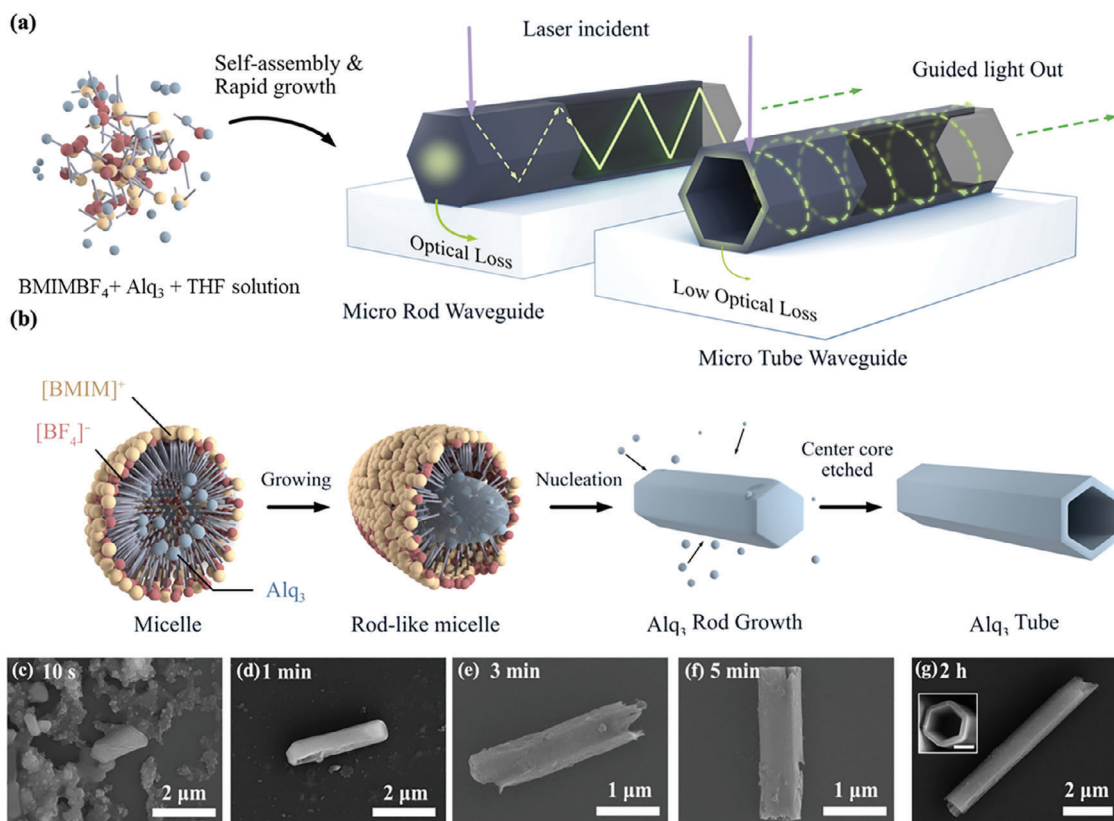 (a)
Laser incident
Self-assembly &
Rapid growth
Guided light Out
Optical Loss
BMIMBF₄+ Alq₃ + THF solution
Low Optical Loss
Micro Rod Waveguide
Micro Tube Waveguide
(b)
[BMIM]⁺
[BF₄]⁻
Growing
Nucleation
Center core
etched
Alq₃
Micelle
Rod-like micelle
Alq₃ Rod Growth
Alq₃ Tube
(c) 10 s
2 μm
(d) 1 min
2 μm
(e) 3 min
1 μm
(f) 5 min
1 μm
(g) 2 h
2 μm